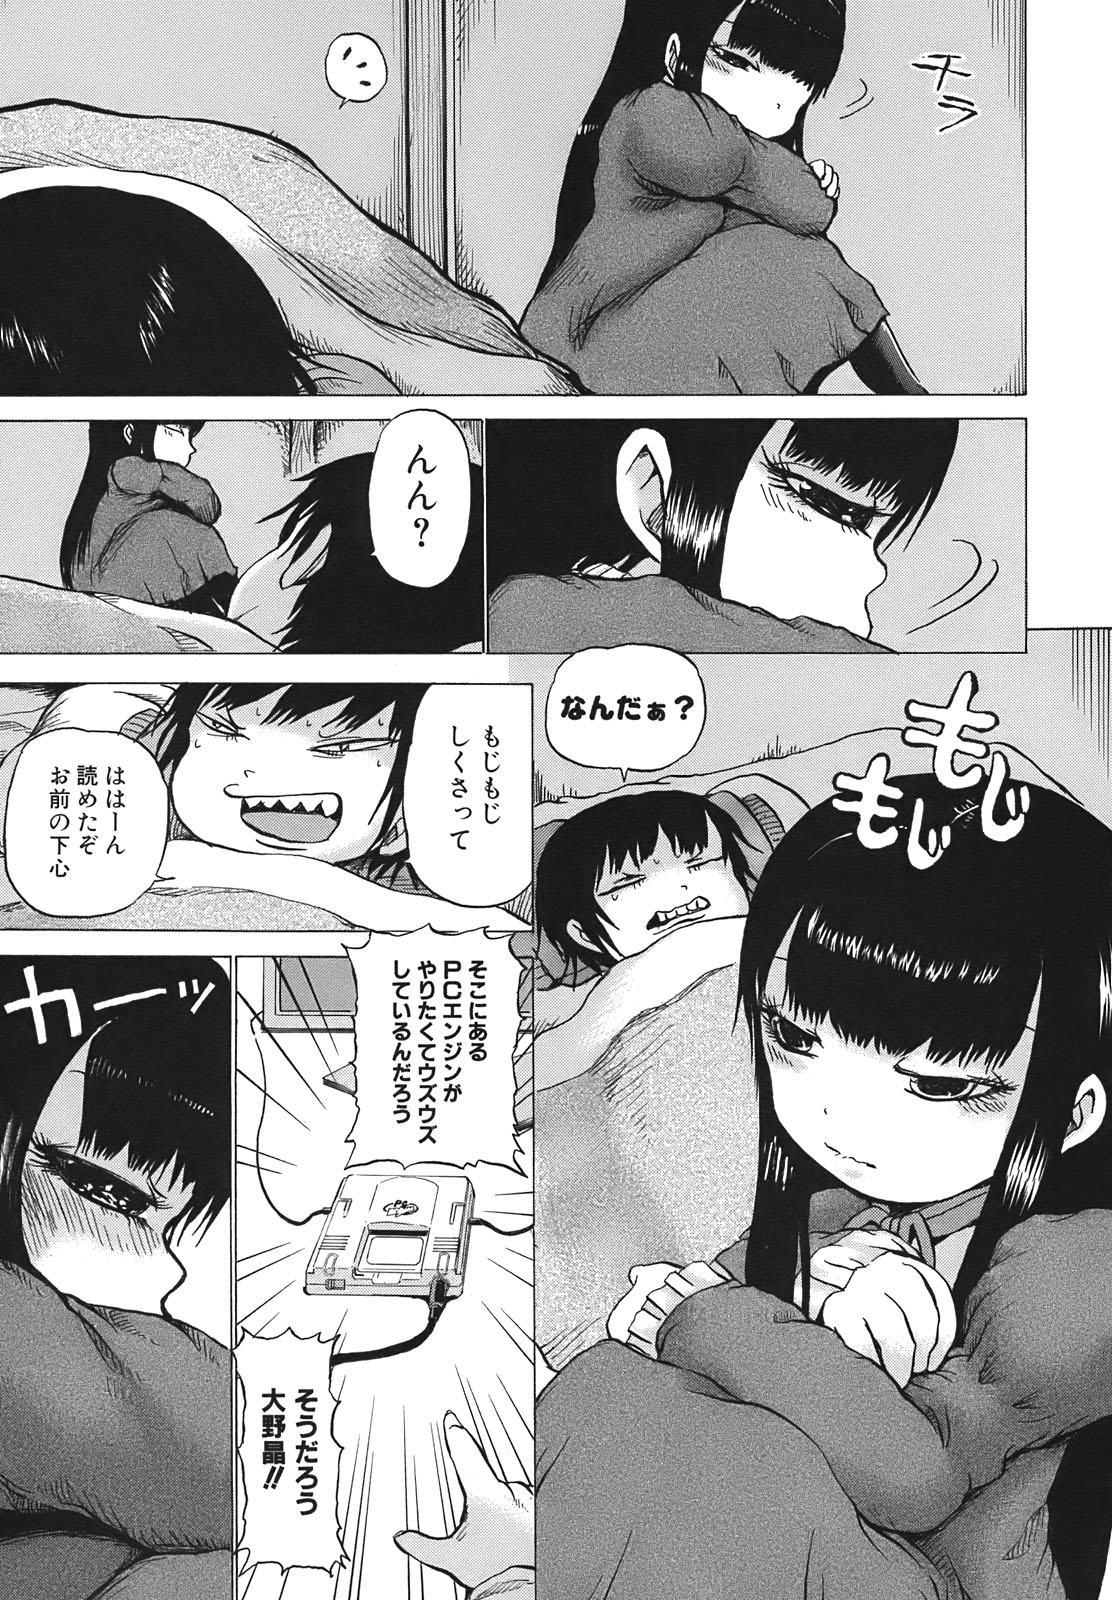 チラ
んん？
もじ
もじ
なんだぁ？
もじもじ
しくさって
ははーん
読めたぞ
お前の下心
そこにある
ＰＣエンジンが
やりたくてウズウズ
しているんだろう
そうだろう
大野晶!!
カーッ